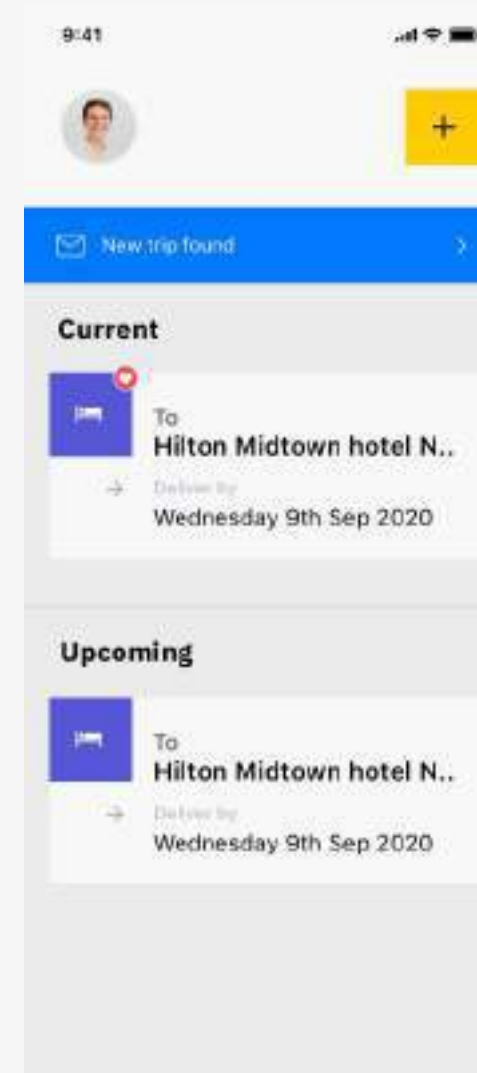 9:41
+
New trip found
Current
To
Hilton Midtown hotel N..
Deliver by
Wednesday 9th Sep 2020
Upcoming
To
Hilton Midtown hotel N..
Deliver by
Wednesday 9th Sep 2020